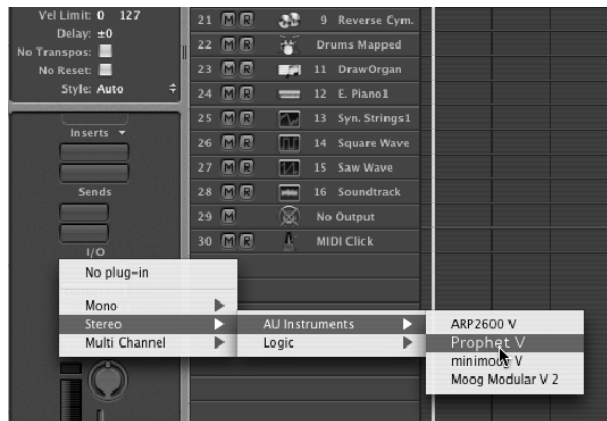 Vel Limit: 0 127
Delay: ±0
No Transpos:
No Reset:
Style: Auto
Inserts
Sends
I/O
21 M R 9 Reverse Cym.
22 M R Drums Mapped
23 M R 11 DrawOrgan
24 M R 12 E. Piano1
25 M R 13 Syn. Strings1
26 M R 14 Square Wave
27 M R 15 Saw Wave
28 M R 16 Soundtrack
29 M No Output
30 M R MIDI Click
No plug-in
Mono
Stereo
Multi Channel
AU Instruments
Logic
ARP2600 V
Prophet V
minimoog V
Moog Modular V 2